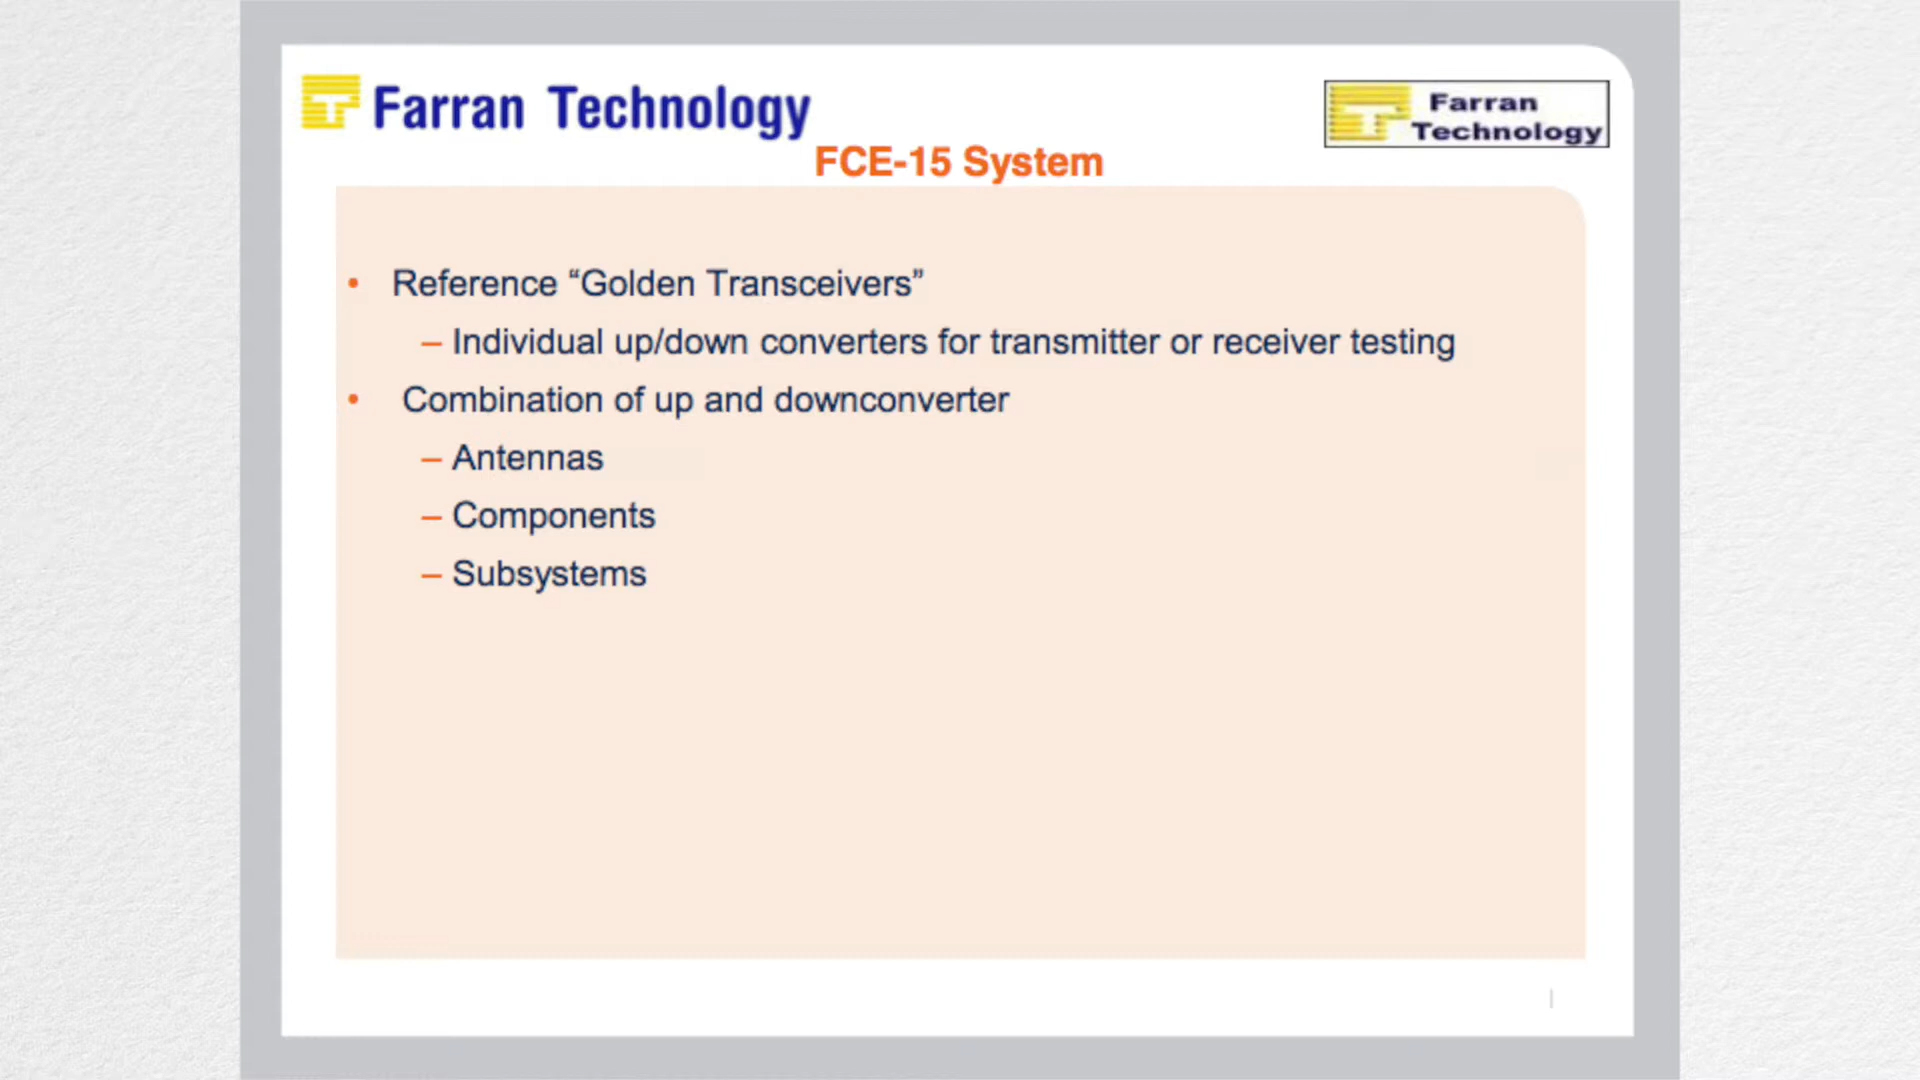 Farran Technology
Farran
Technology
FCE-15 System
• Reference “Golden Transceivers”
– Individual up/down converters for transmitter or receiver testing
• Combination of up and downconverter
– Antennas
– Components
– Subsystems